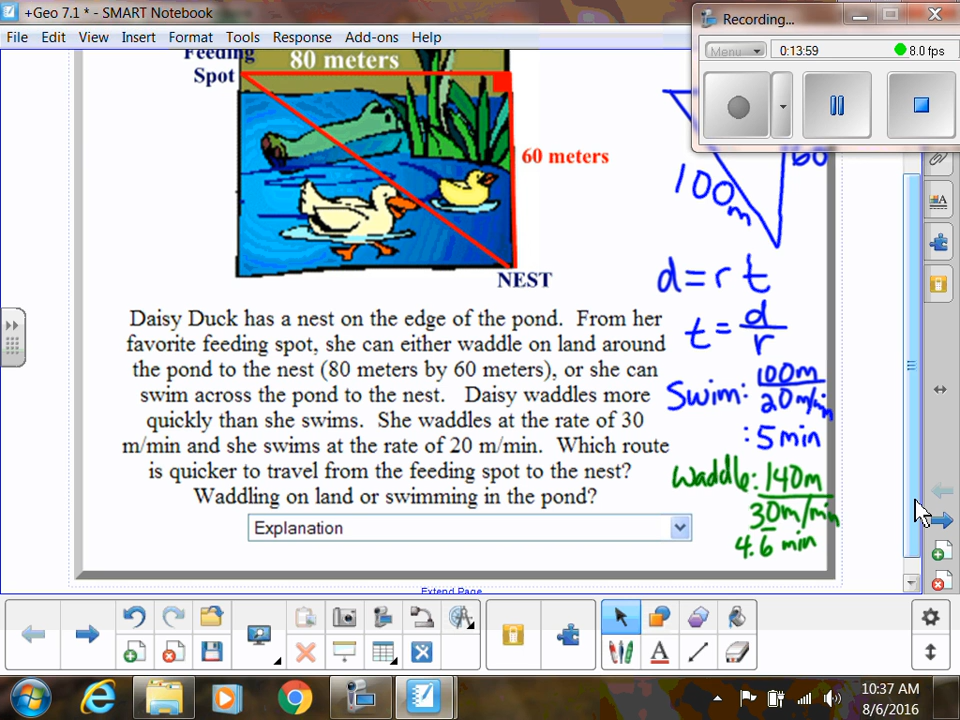 +Geo 7.1 * - SMART Notebook
Recording...
File Edit View Insert Format Tools Response Add-ons Help
Menu
0:13:59
8.0 fps
Feeding
Spot
80 meters
60 meters
NEST
100m
60
d = r t
t = d/r
Swim: 100m
20 m/min
: 5 min
Waddle: 140m
30m/min
4.6̅ min
Daisy Duck has a nest on the edge of the pond. From her
favorite feeding spot, she can either waddle on land around
the pond to the nest (80 meters by 60 meters), or she can
swim across the pond to the nest. Daisy waddles more
quickly than she swims. She waddles at the rate of 30
m/min and she swims at the rate of 20 m/min. Which route
is quicker to travel from the feeding spot to the nest?
Waddling on land or swimming in the pond?
Explanation
Extend Page
10:37 AM
8/6/2016